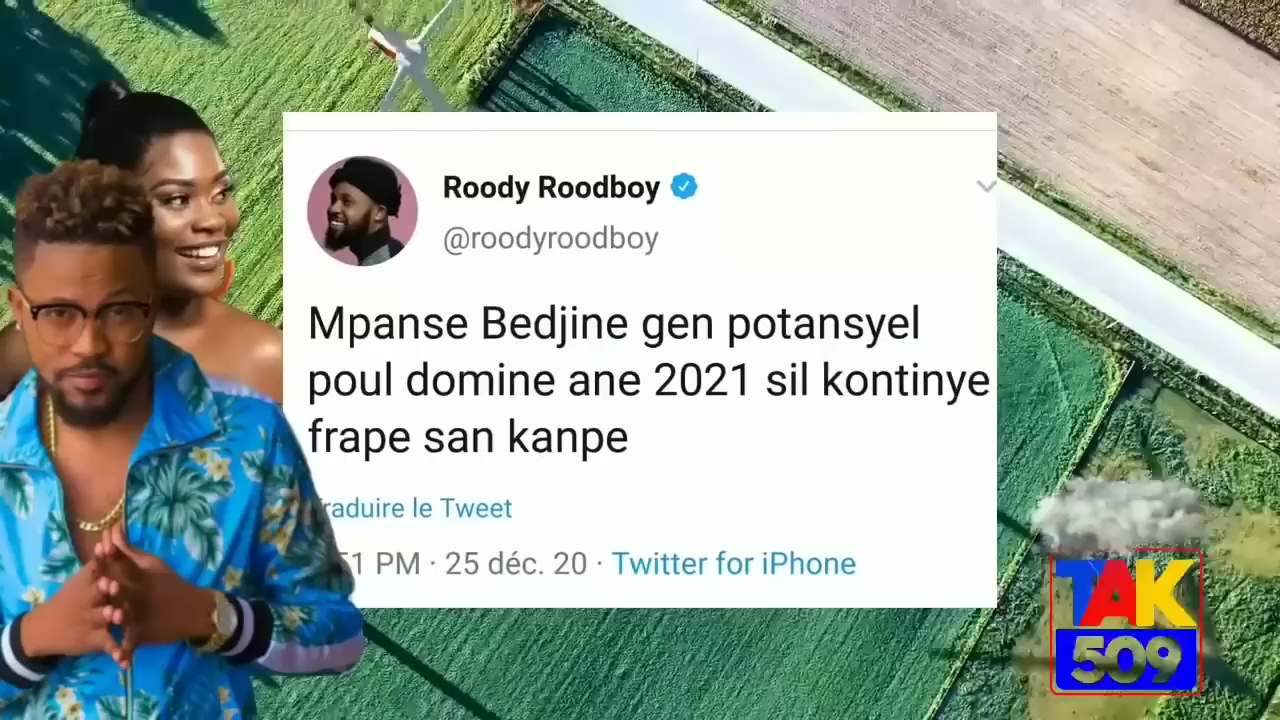 Roody Roodboy
@roodyroodboy
Mpanse Bedjine gen potansyel
poul domine ane 2021 sil kontinye
frape san kanpe
raduire le Tweet
51 PM · 25 déc. 20 · Twitter for iPhone
TAK
509